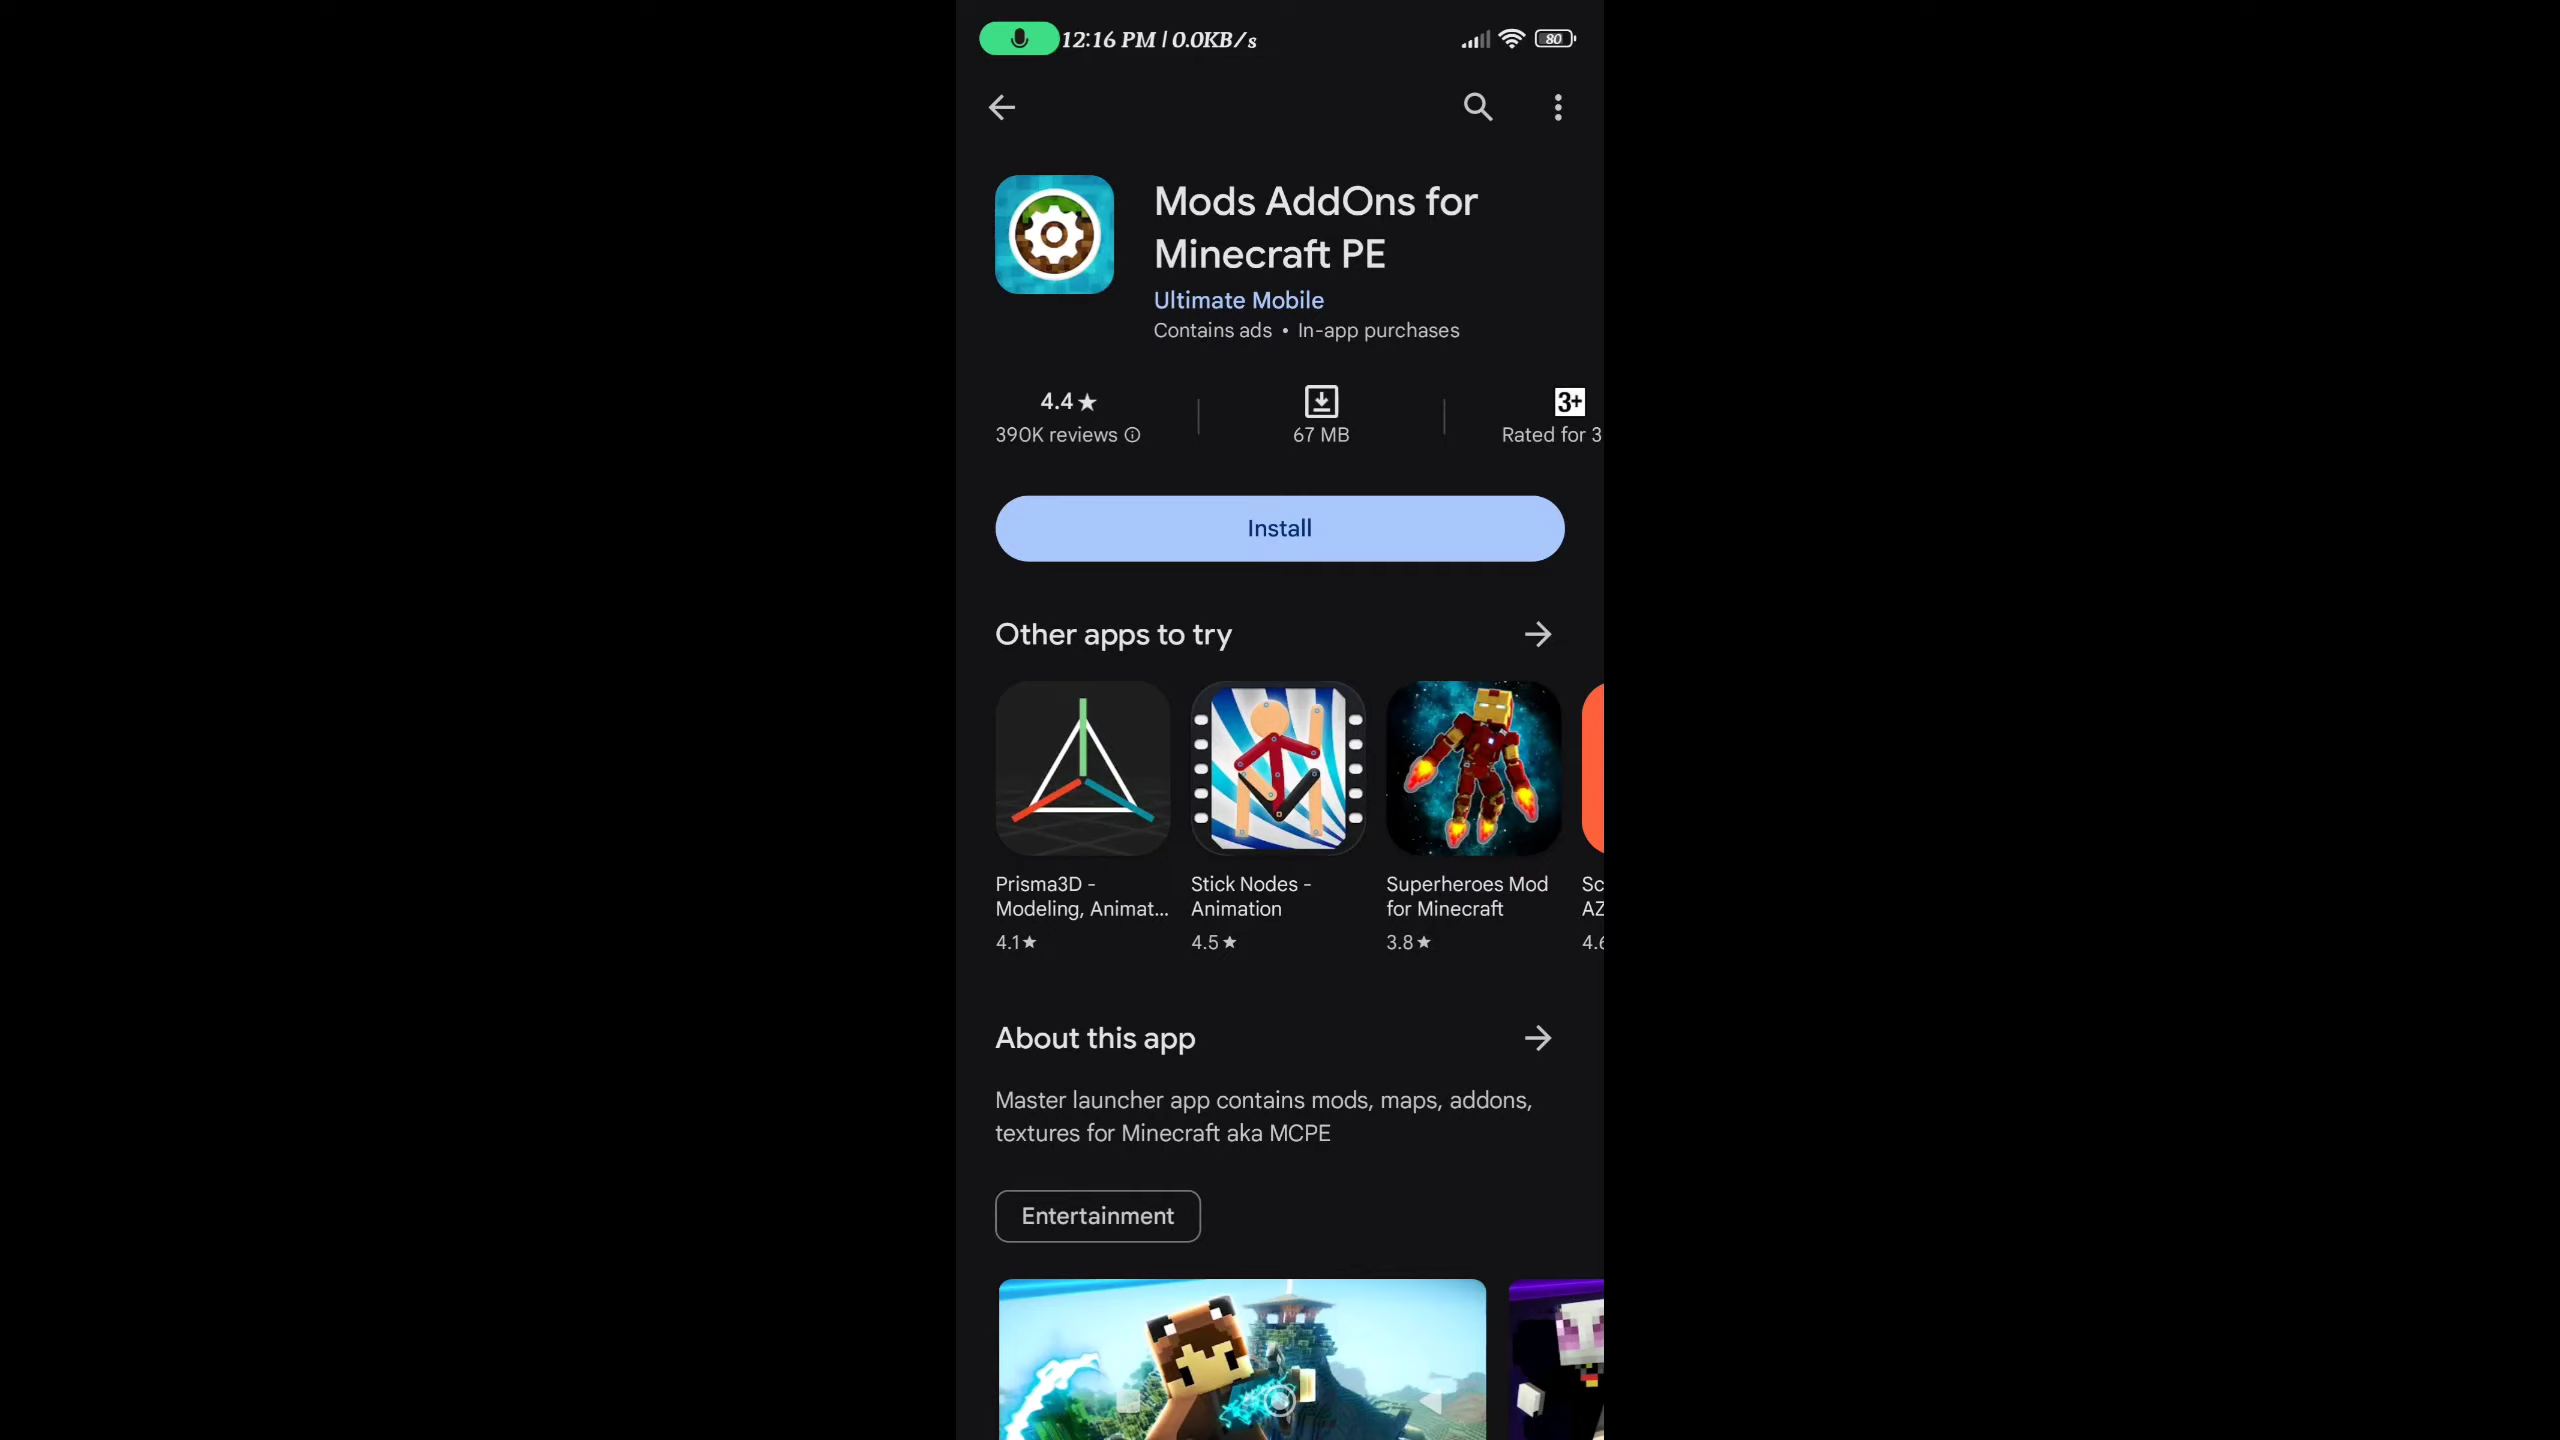 12:16 PM | 0.0KB/s
80
Mods AddOns for
Minecraft PE
Ultimate Mobile
Contains ads • In-app purchases
4.4★
3+
390K reviews
67 MB
Rated for 3
Install
Other apps to try
Prisma3D -
Modeling, Animat...
4.1★
Stick Nodes -
Animation
4.5★
Superheroes Mod
for Minecraft
3.8★
Sc
AZ
About this app
Master launcher app contains mods, maps, addons,
textures for Minecraft aka MCPE
Entertainment